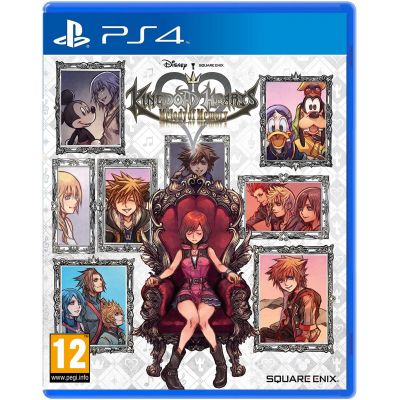 PS4
Disney SQUARE ENIX
KINGDOM HEARTS
Melody of Memory
12
www.pegi.info
SQUARE ENIX.